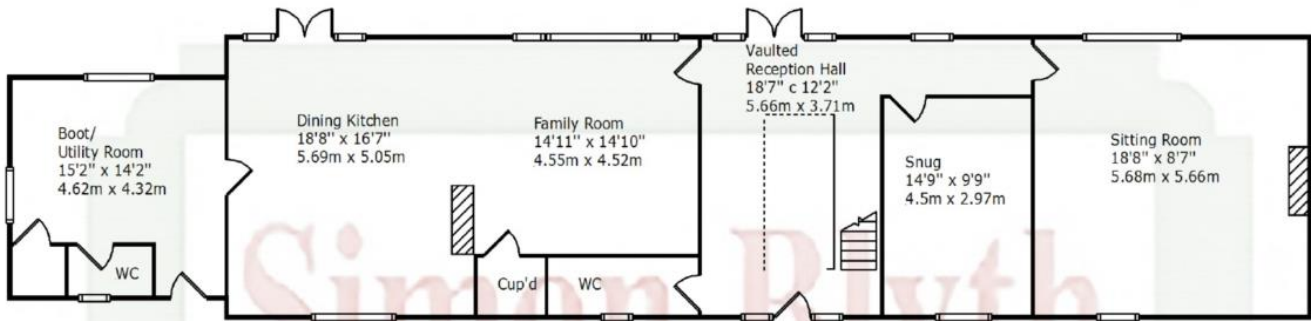 Boot/
Utility Room
15'2" x 14'2"
4.62m x 4.32m
WC
Dining Kitchen
18'8" x 16'7"
5.69m x 5.05m
Family Room
14'11" x 14'10"
4.55m x 4.52m
Cup'd
WC
Vaulted
Reception Hall
18'7" c 12'2"
5.66m x 3.71m
Snug
14'9" x 9'9"
4.5m x 2.97m
Sitting Room
18'8" x 8'7"
5.68m x 5.66m
Simon Blyth